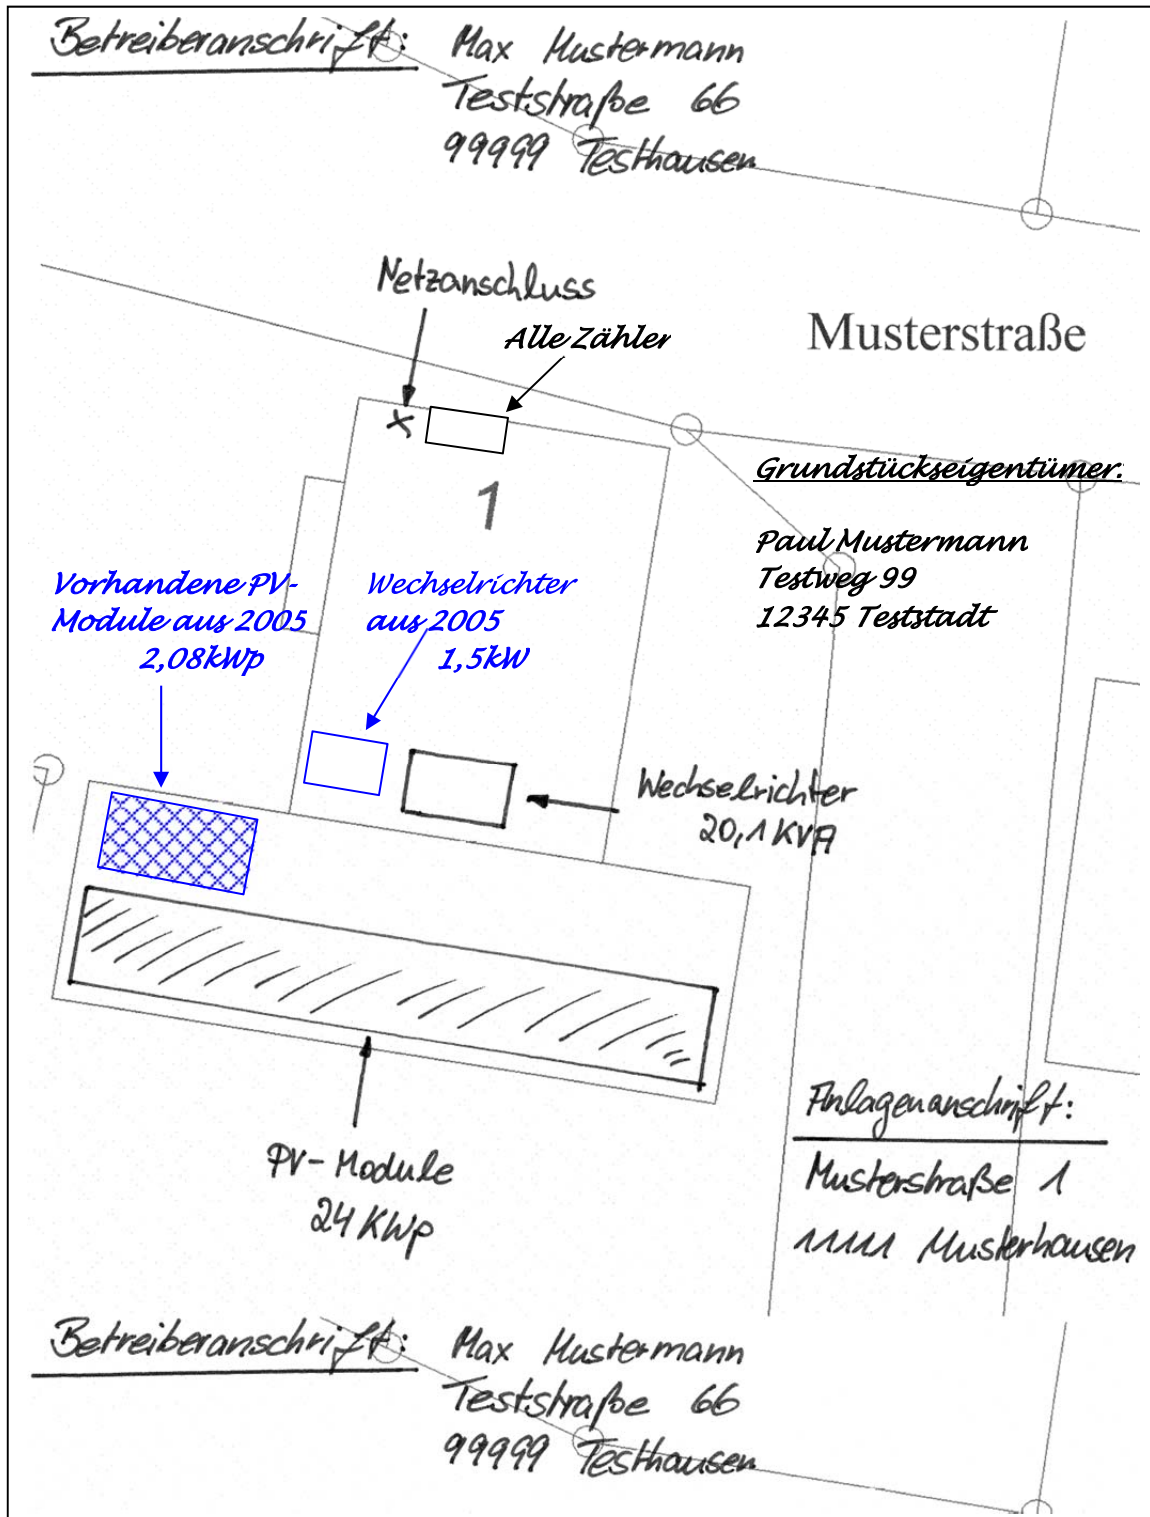 Betreiberanschrift: Max Mustermann
Teststraße 66
99999 Testhausen
Netzanschluss
Alle Zähler
Musterstraße
1
Grundstückseigentümer:
Paul Mustermann
Testweg 99
12345 Teststadt
Vorhandene PV-
Module aus 2005
2,08kWp
Wechselrichter
aus 2005
1,5kW
Wechselrichter
20,1 KVA
PV-Module
24 KWp
Anlagenanschrift:
Musterstraße 1
11111 Musterhausen
Betreiberanschrift: Max Mustermann
Teststraße 66
99999 Testhausen